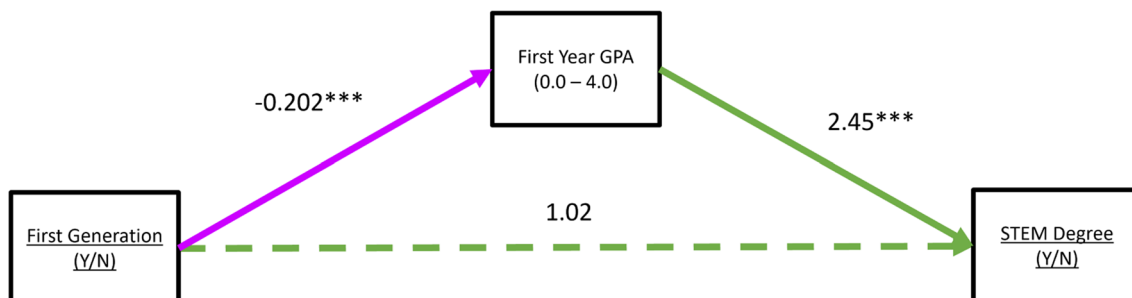 First Year GPA
(0.0 – 4.0)
-0.202***
2.45***
1.02
First Generation
(Y/N)
STEM Degree
(Y/N)